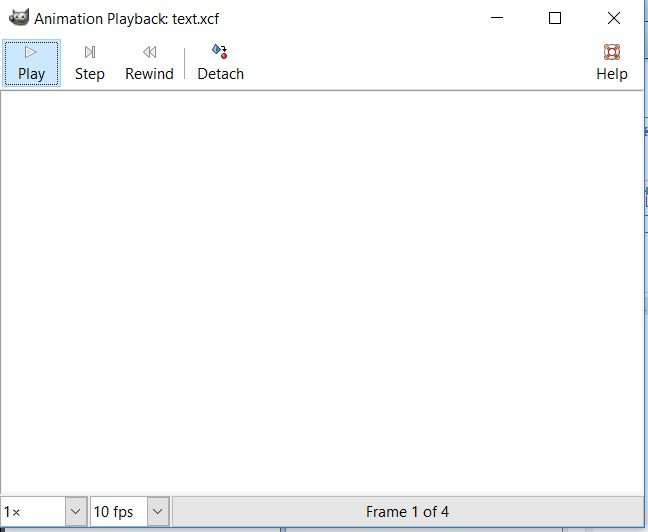 Animation Playback: text.xcf
Play Step Rewind Detach Help
1× 10 fps Frame 1 of 4